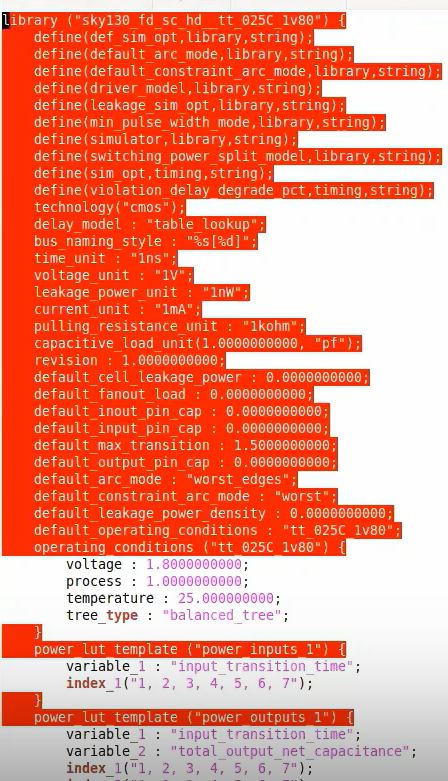 library ("sky130_fd_sc_hd__tt_025C_1v80") {
define(def_sim_opt,library,string);
define(default_arc_mode,library,string);
define(default_constraint_arc_mode,library,string);
define(driver_model,library,string);
define(leakage_sim_opt,library,string);
define(min_pulse_width_mode,library,string);
define(simulator,library,string);
define(switching_power_split_model,library,string);
define(sim_opt,timing,string);
define(violation_delay_degrade_pct,timing,string);
technology("cmos");
delay_model : "table_lookup";
bus_naming_style : "%s[%d]";
time_unit : "1ns";
voltage_unit : "1V";
leakage_power_unit : "1nW";
current_unit : "1mA";
pulling_resistance_unit : "1kohm";
capacitive_load_unit(1.0000000000, "pf");
revision : 1.0000000000;
default_cell_leakage_power : 0.0000000000;
default_fanout_load : 0.0000000000;
default_inout_pin_cap : 0.0000000000;
default_input_pin_cap : 0.0000000000;
default_max_transition : 1.5000000000;
default_output_pin_cap : 0.0000000000;
default_arc_mode : "worst_edges";
default_constraint_arc_mode : "worst";
default_leakage_power_density : 0.0000000000;
default_operating_conditions : "tt_025C_1v80";
operating_conditions ("tt_025C_1v80") {
voltage : 1.8000000000;
process : 1.0000000000;
temperature : 25.000000000;
tree_type : "balanced_tree";
}
power_lut_template ("power_inputs_1") {
variable_1 : "input_transition_time";
index_1("1, 2, 3, 4, 5, 6, 7");
}
power_lut_template ("power_outputs_1") {
variable_1 : "input_transition_time";
variable_2 : "total_output_net_capacitance";
index_1("1, 2, 3, 4, 5, 6, 7");